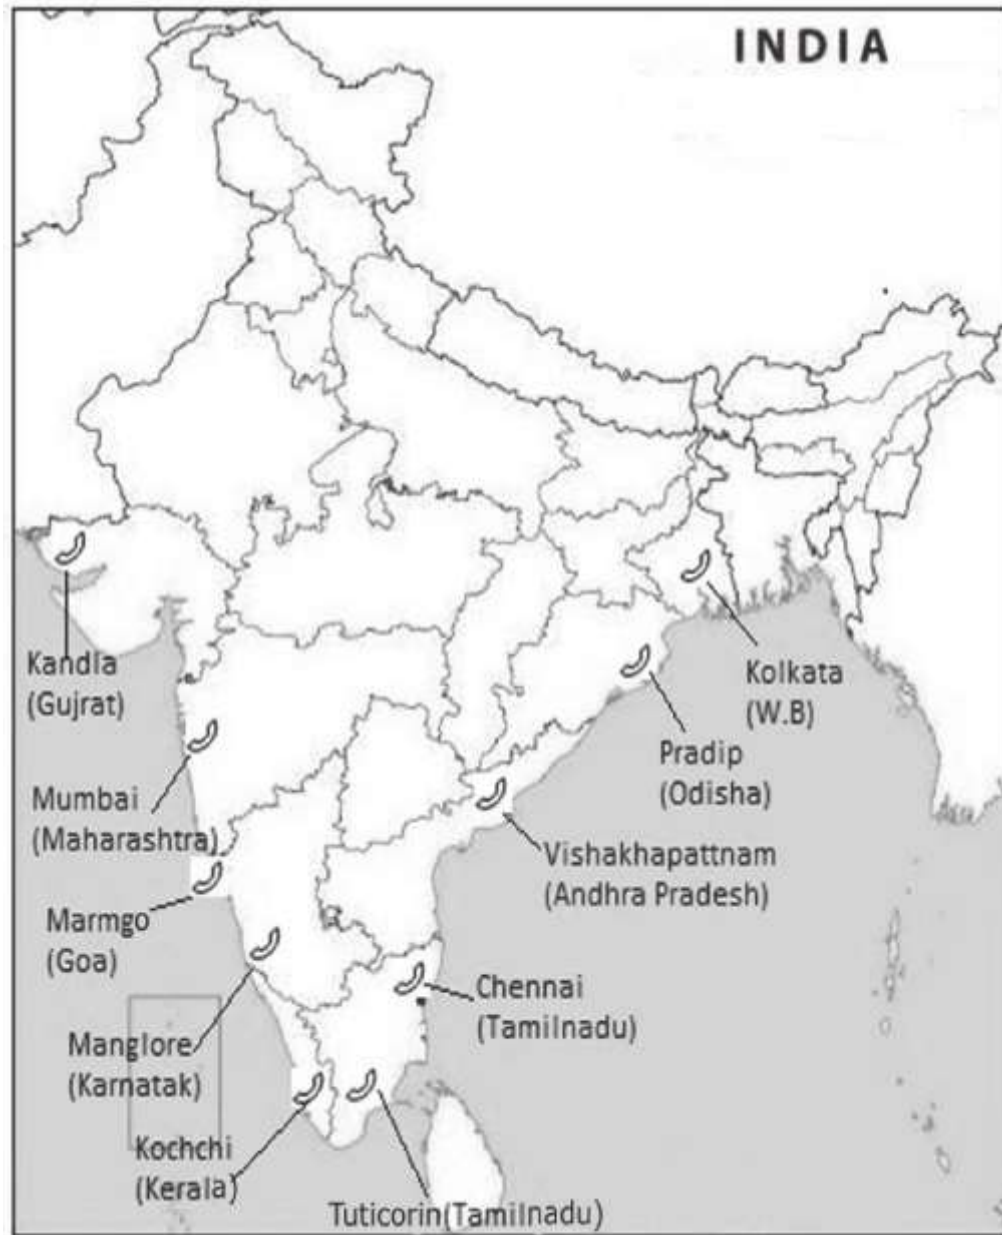 INDIA
Kandla
(Gujrat)
Kolkata
(W.B)
Pradip
(Odisha)
Mumbai
(Maharashtra)
Vishakhapattnam
(Andhra Pradesh)
Marmgo
(Goa)
Chennai
(Tamilnadu)
Manglore
(Karnatak)
Kochchi
(Kerala)
Tuticorin(Tamilnadu)